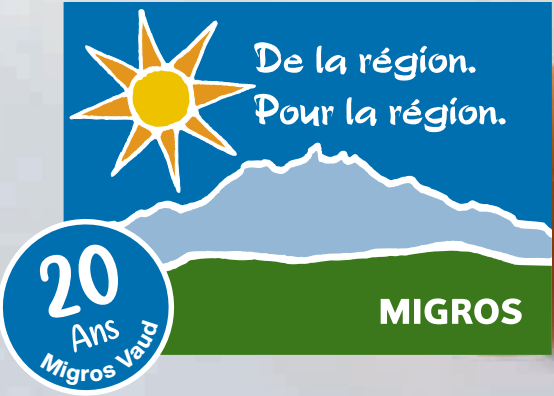 De la région.
Pour la région.
MIGROS
20
Ans
Migros Vaud